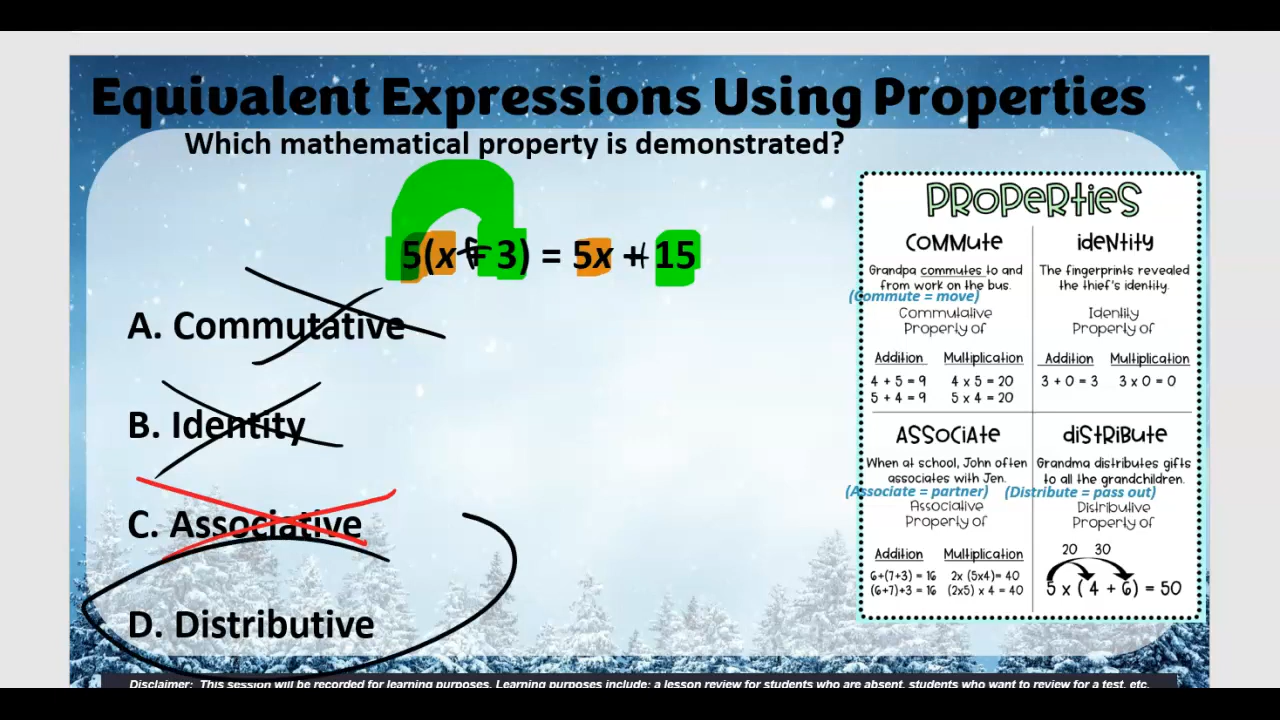 Equivalent Expressions Using Properties
Which mathematical property is demonstrated?
5(x + 3) = 5x + 15
A. Commutative
B. Identity
C. Associative
D. Distributive
PROPERTIES
COMMUTE
Grandpa commutes to and
from work on the bus.
(Commute = move)
Commutative
Property of
Addition Multiplication
4 + 5 = 9 4 x 5 = 20
5 + 4 = 9 5 x 4 = 20
identity
The fingerprints revealed
the thief's identity.
Identity
Property of
Addition Multiplication
3 + 0 = 3 3 x 0 = 0
ASSOCIATE
When at school, John often
associates with Jen.
(Associate = partner)
Associative
Property of
Addition Multiplication
6+(7+3) = 16 2x (5x4)= 40
(6+7)+3 = 16 (2x5) x 4 = 40
diSTRIBUTE
Grandma distributes gifts
to all the grandchildren.
(Distribute = pass out)
Distributive
Property of
20 30
5 x (4 + 6) = 50
Disclaimer: This session will be recorded for learning purposes. Learning purposes include: a lesson review for students who are absent, students who want to review for a test, etc.